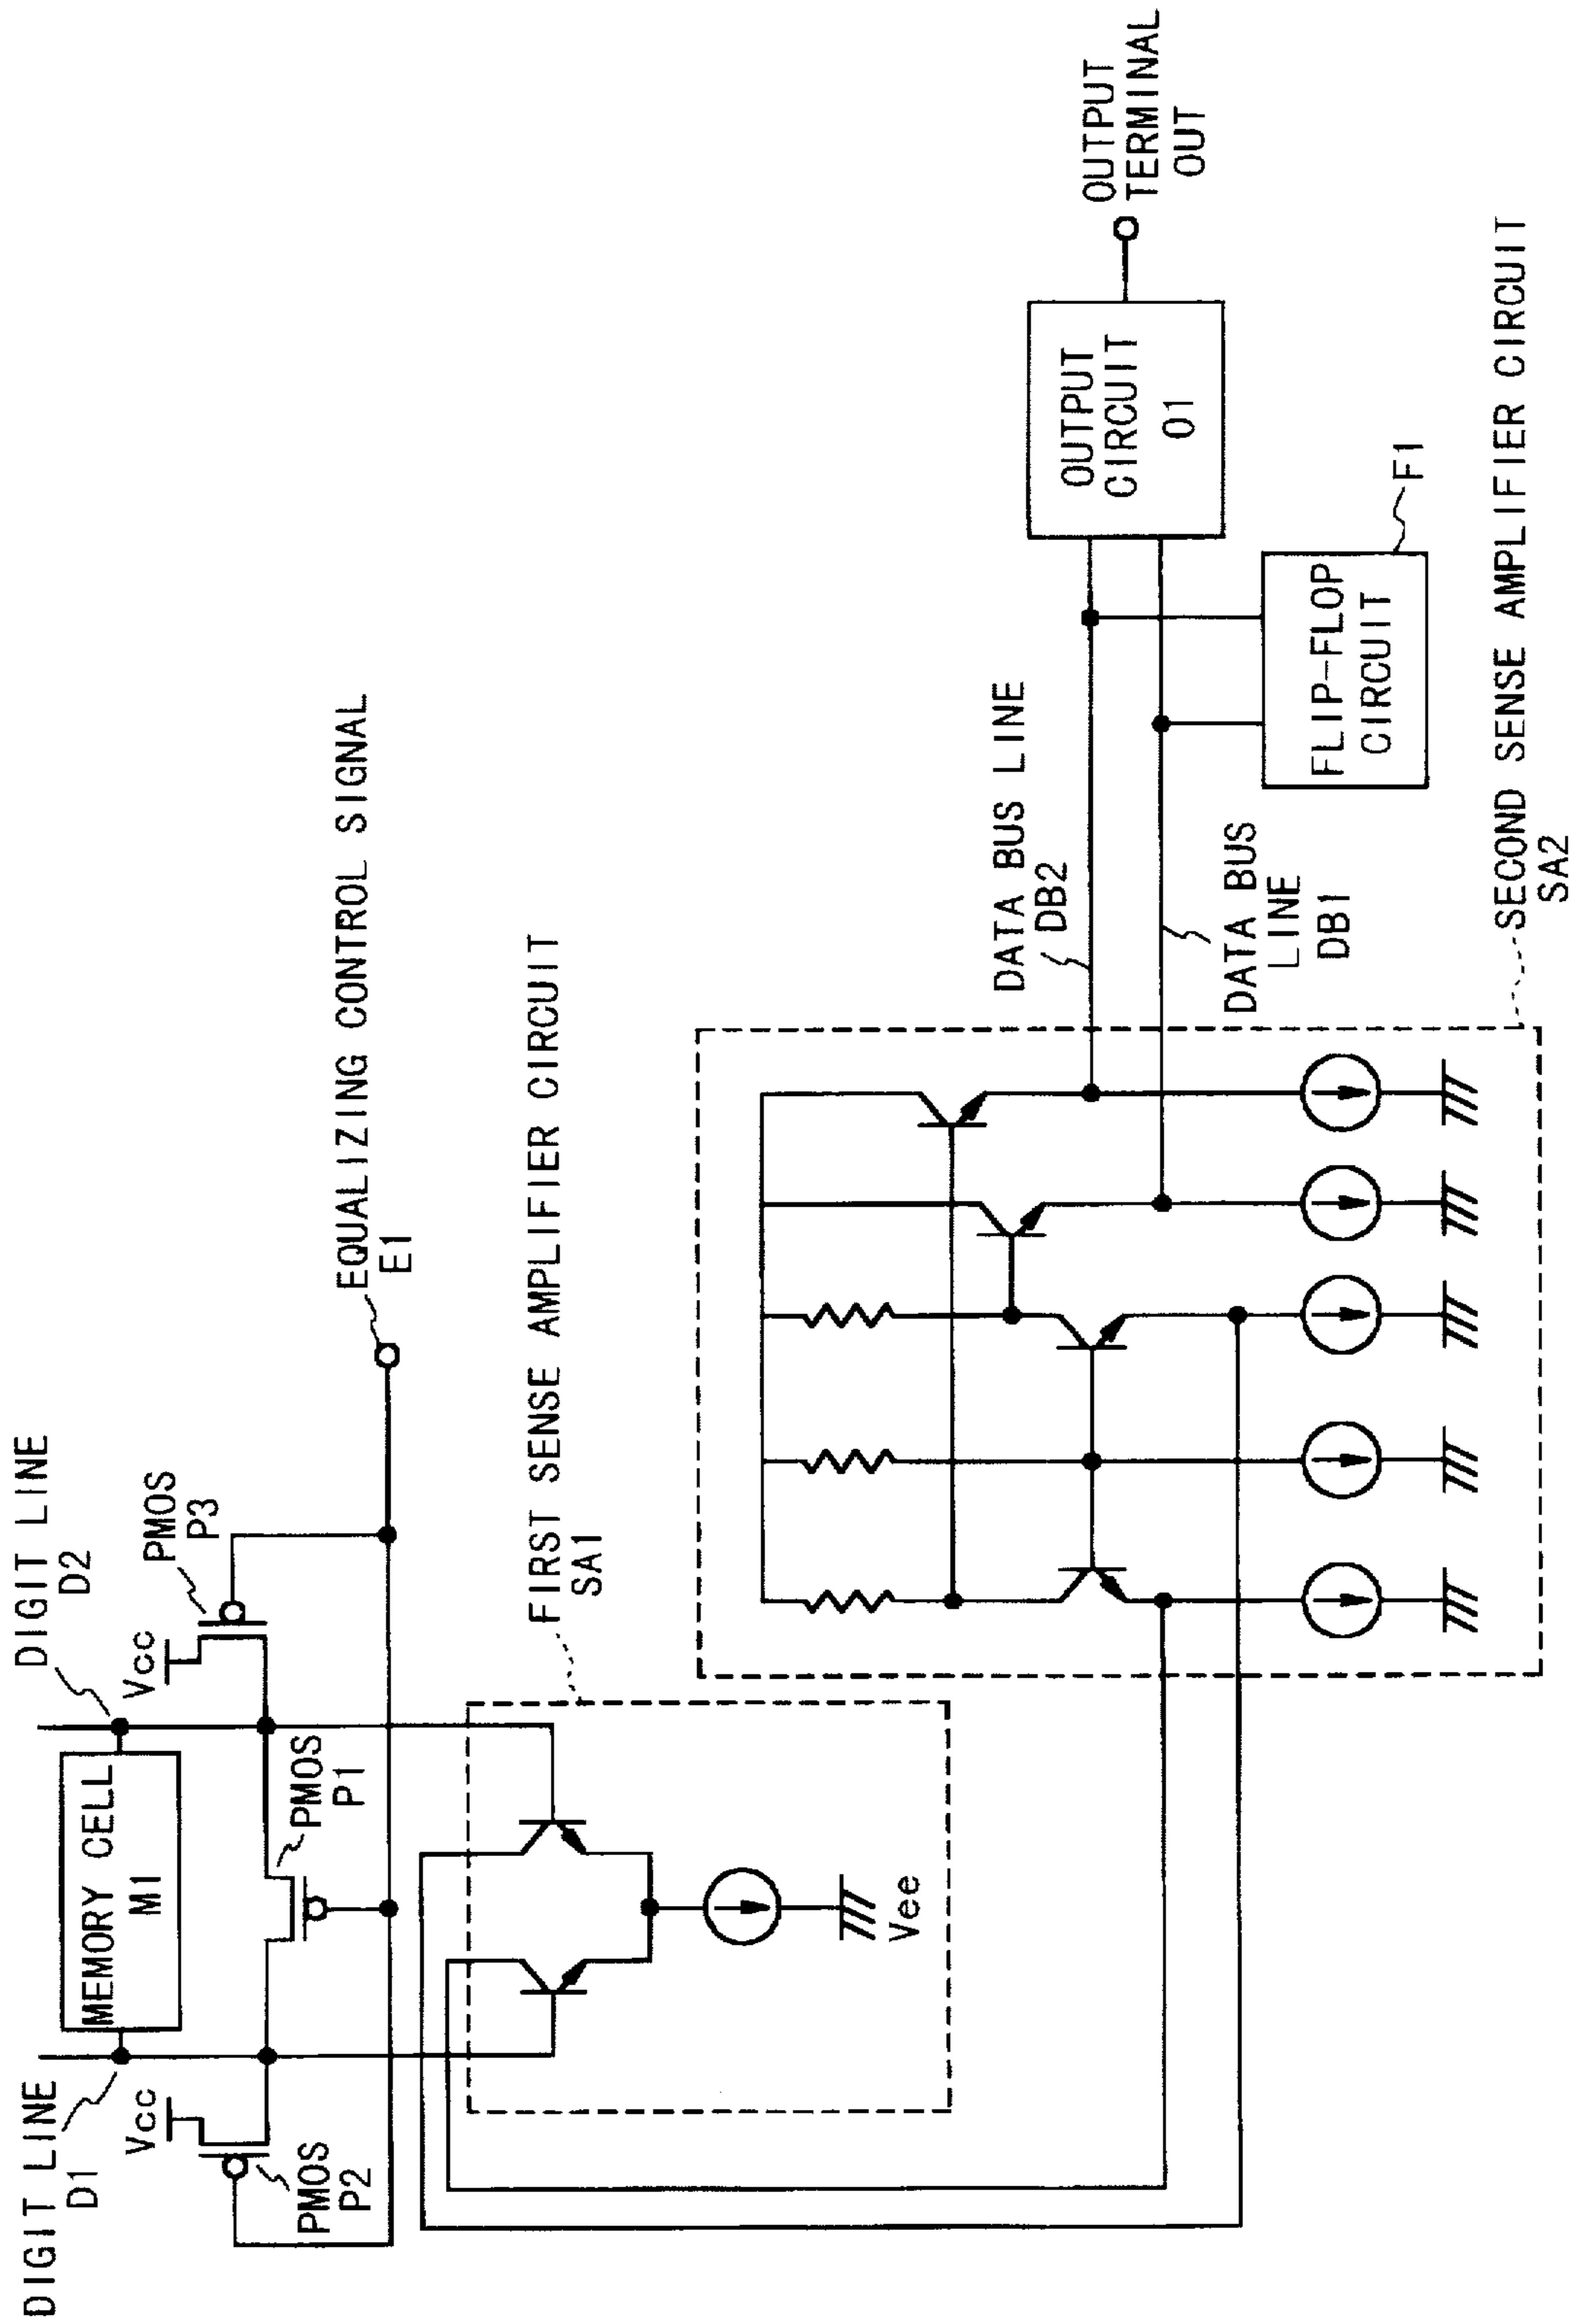 DIGIT LINE
D1
DIGIT LINE
D2
MEMORY CELL
M1
Vcc
Vcc
PMOS
P2
PMOS
P1
PMOS
P3
EQUALIZING CONTROL SIGNAL
E1
FIRST SENSE AMPLIFIER CIRCUIT
SA1
Vee
DATA BUS LINE
DB2
DATA BUS
LINE
DB1
OUTPUT
CIRCUIT
O1
OUTPUT
TERMINAL
OUT
FLIP-FLOP
CIRCUIT
F1
SECOND SENSE AMPLIFIER CIRCUIT
SA2